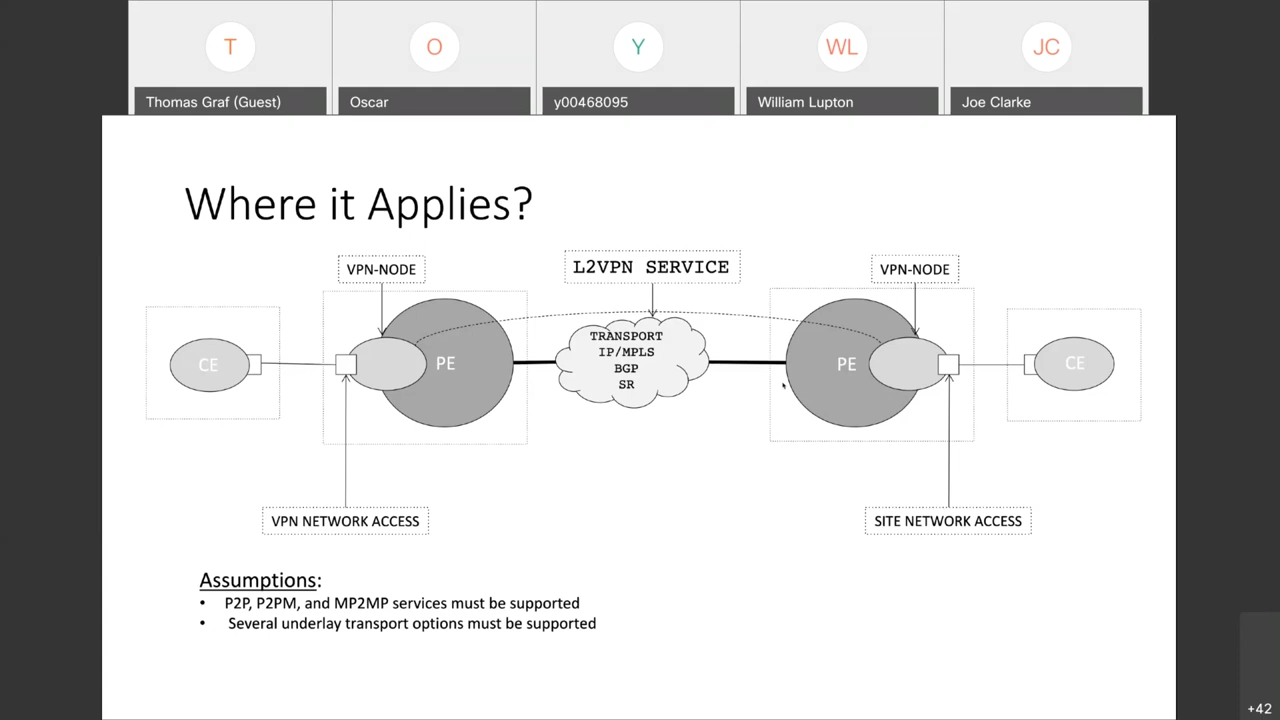 T
O
Y
WL
JC
Thomas Graf (Guest)
Oscar
y00468095
William Lupton
Joe Clarke
Where it Applies?
VPN-NODE
L2VPN SERVICE
VPN-NODE
TRANSPORT
IP/MPLS
BGP
SR
CE
PE
PE
CE
VPN NETWORK ACCESS
SITE NETWORK ACCESS
Assumptions:
• P2P, P2PM, and MP2MP services must be supported
• Several underlay transport options must be supported
+42